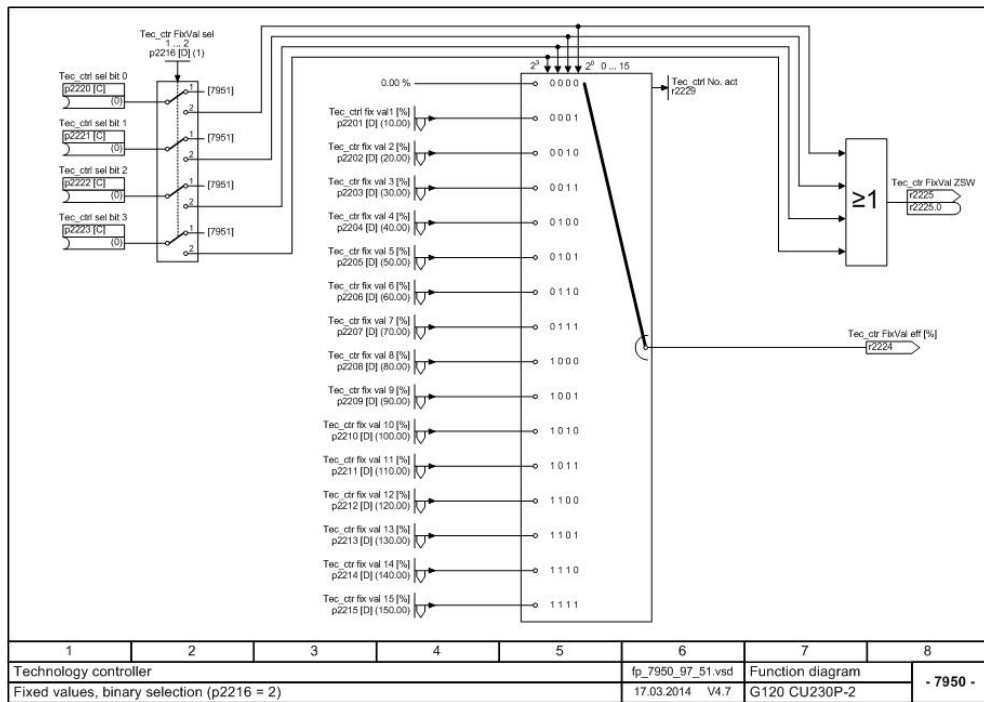 Tec_ctr FixVal sel
1 ... 2
p2216 [D] (1)
Tec_ctrl sel bit 0
p2220 [C]
(0)
1
2
[7951]
Tec_ctrl sel bit 1
p2221 [C]
(0)
1
2
[7951]
Tec_ctrl sel bit 2
p2222 [C]
(0)
1
2
[7951]
Tec_ctrl sel bit 3
p2223 [C]
(0)
1
2
[7951]
2³ 2⁰ 0 ... 15
0.00 % 0 0 0 0
Tec_ctrl No. act
r2229
Tec_ctrl fix val1 [%]
p2201 [D] (10.00) 0 0 0 1
Tec_ctr fix val 2 [%]
p2202 [D] (20.00) 0 0 1 0
Tec_ctr fix val 3 [%]
p2203 [D] (30.00) 0 0 1 1
Tec_ctr fix val 4 [%]
p2204 [D] (40.00) 0 1 0 0
Tec_ctr fix val 5 [%]
p2205 [D] (50.00) 0 1 0 1
Tec_ctr fix val 6 [%]
p2206 [D] (60.00) 0 1 1 0
Tec_ctr fix val 7 [%]
p2207 [D] (70.00) 0 1 1 1
Tec_ctr fix val 8 [%]
p2208 [D] (80.00) 1 0 0 0
Tec_ctr fix val 9 [%]
p2209 [D] (90.00) 1 0 0 1
Tec_ctr fix val 10 [%]
p2210 [D] (100.00) 1 0 1 0
Tec_ctr fix val 11 [%]
p2211 [D] (110.00) 1 0 1 1
Tec_ctr fix val 12 [%]
p2212 [D] (120.00) 1 1 0 0
Tec_ctr fix val 13 [%]
p2213 [D] (130.00) 1 1 0 1
Tec_ctr fix val 14 [%]
p2214 [D] (140.00) 1 1 1 0
Tec_ctr fix val 15 [%]
p2215 [D] (150.00) 1 1 1 1
≥1
Tec_ctr FixVal ZSW
r2225
r2225.0
Tec_ctr FixVal eff [%]
r2224
1 2 3 4 5 6 7 8
Technology controller fp_7950_97_51.vsd Function diagram
- 7950 -
Fixed values, binary selection (p2216 = 2) 17.03.2014 V4.7 G120 CU230P-2